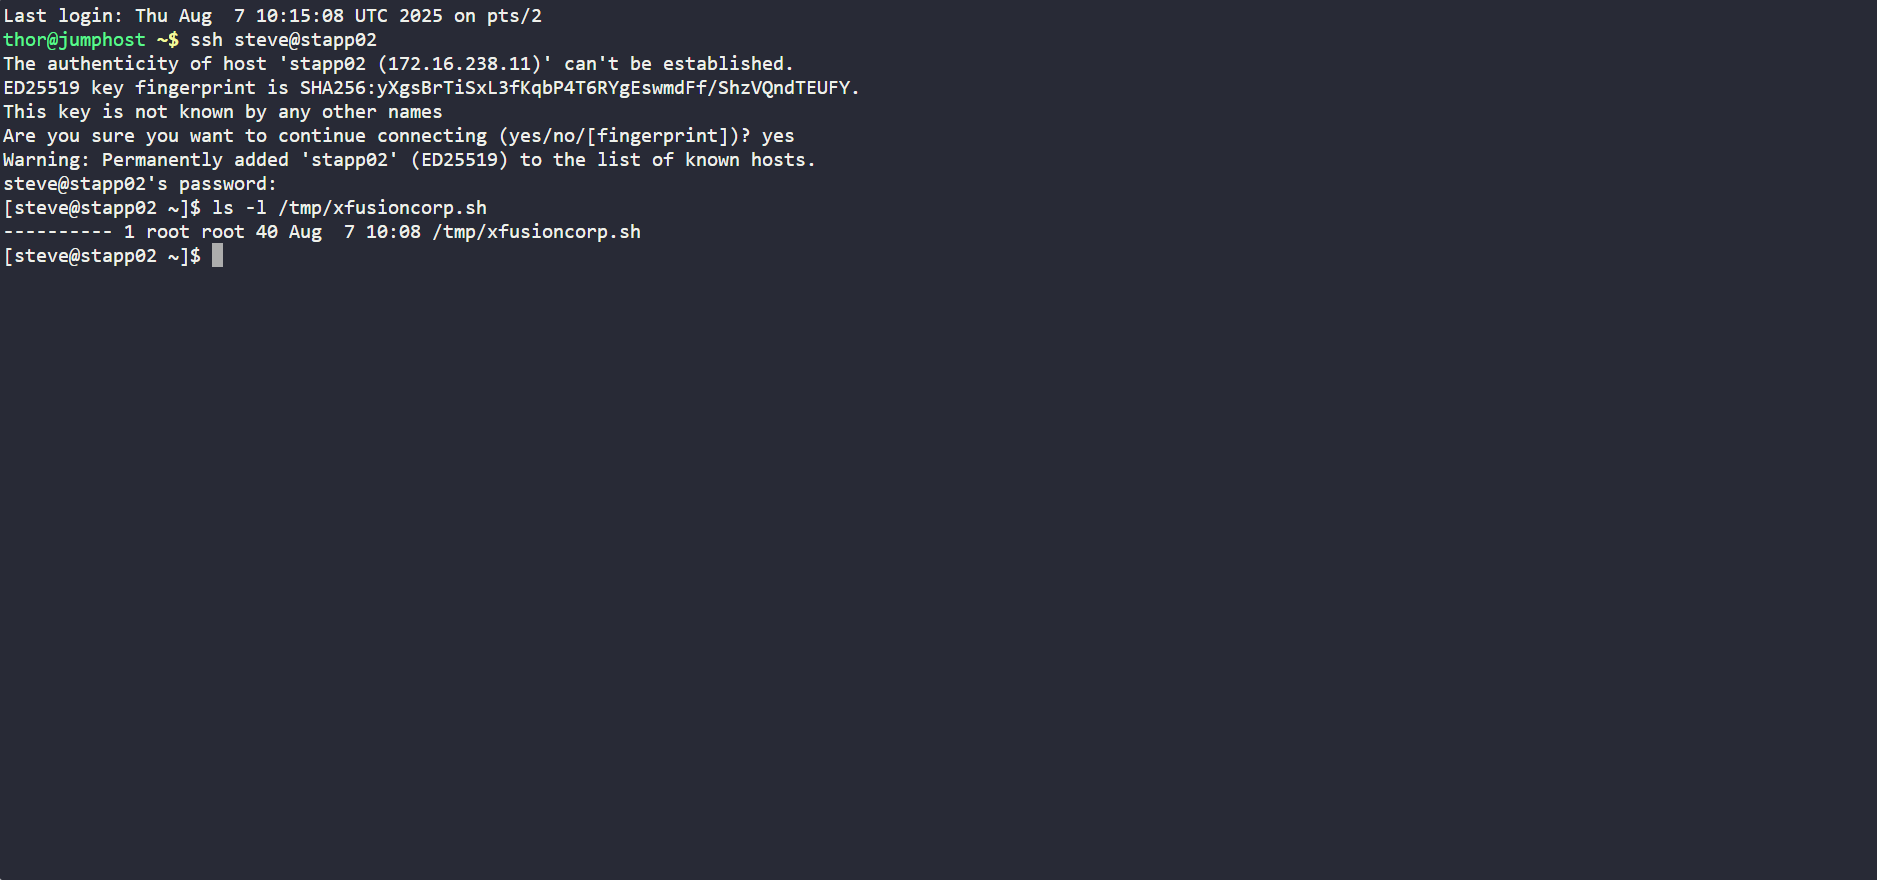 Last login: Thu Aug  7 10:15:08 UTC 2025 on pts/2
thor@jumphost ~$ ssh steve@stapp02
The authenticity of host 'stapp02 (172.16.238.11)' can't be established.
ED25519 key fingerprint is SHA256:yXgsBrTiSxL3fKqbP4T6RYgEswmdFf/ShzVQndTEUFY.
This key is not known by any other names
Are you sure you want to continue connecting (yes/no/[fingerprint])? yes
Warning: Permanently added 'stapp02' (ED25519) to the list of known hosts.
steve@stapp02's password:
[steve@stapp02 ~]$ ls -l /tmp/xfusioncorp.sh
---------- 1 root root 40 Aug  7 10:08 /tmp/xfusioncorp.sh
[steve@stapp02 ~]$